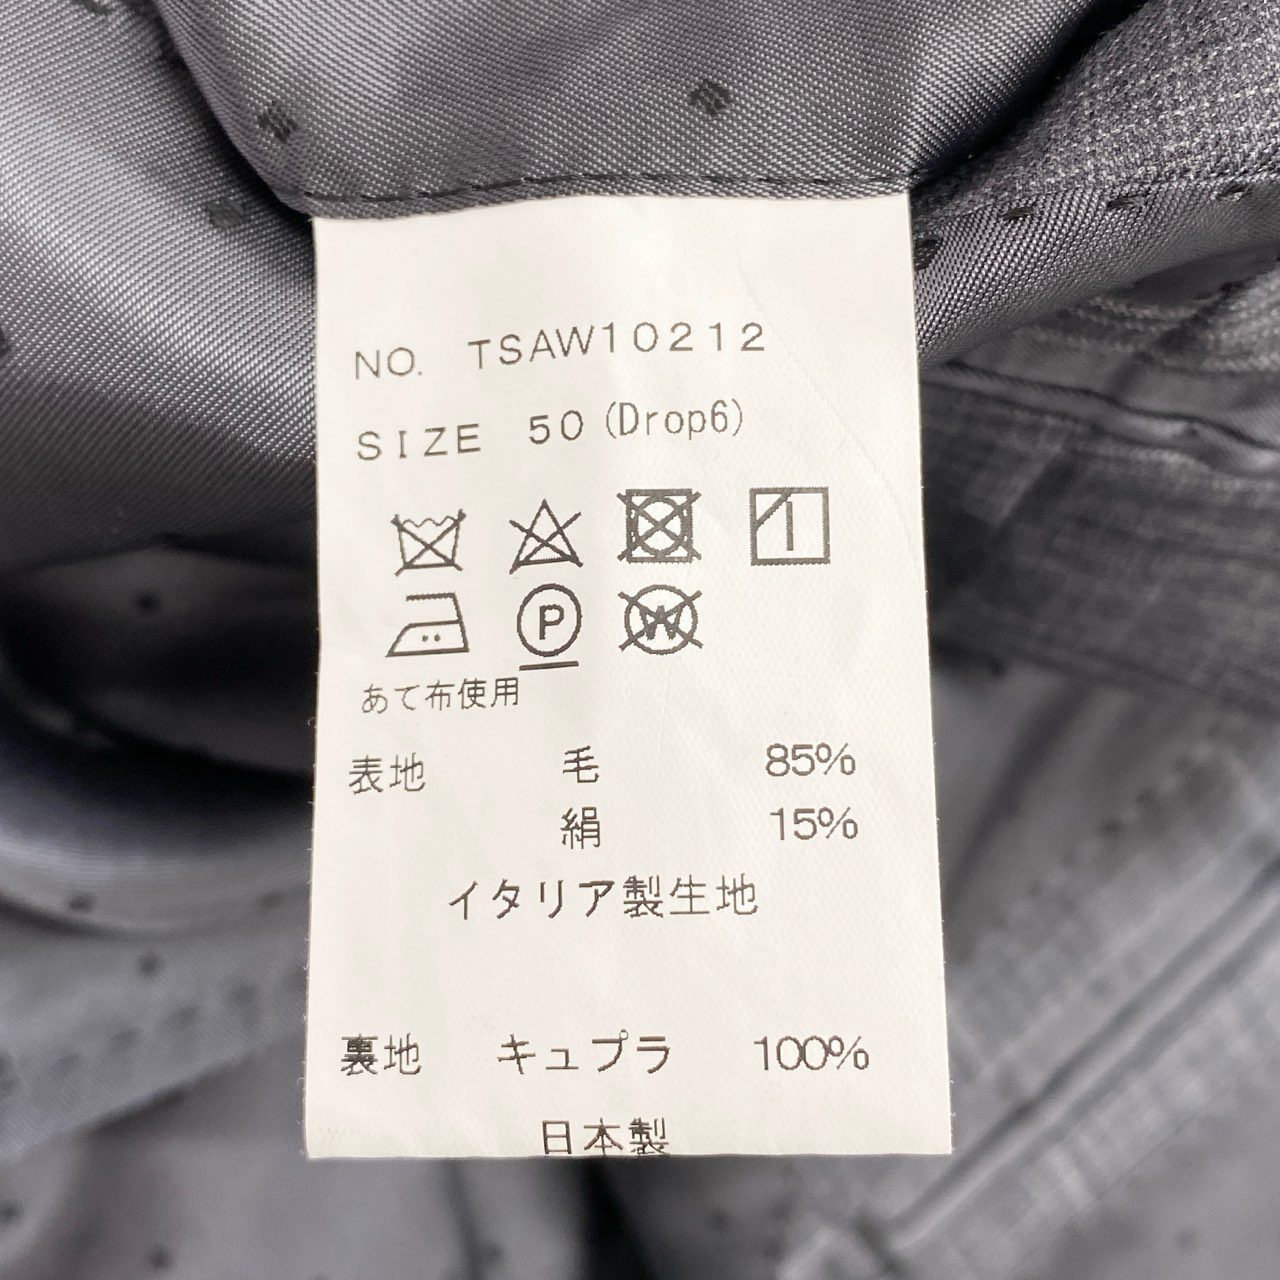 NO. TSAW10212
SIZE 50 (Drop6)
P W
あて布使用
表地 毛 85%
絹 15%
イタリア製生地
裏地 キュプラ 100%
日本製